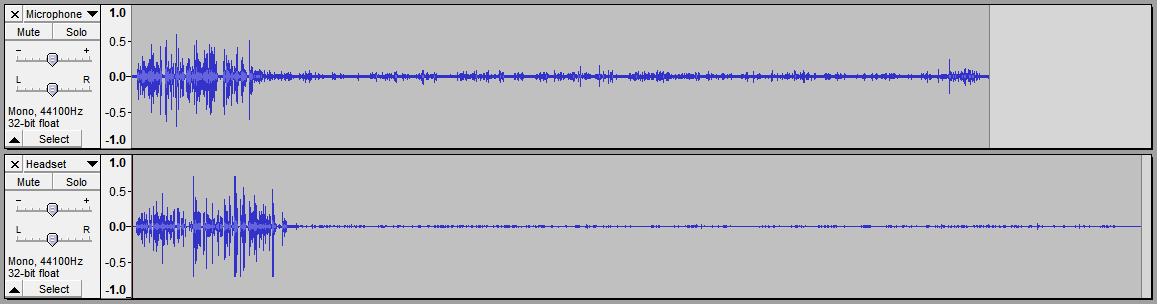 × Microphone ▼
Mute Solo
- +
L R
Mono, 44100Hz
32-bit float
▲ Select
1.0
0.5
0.0
-0.5
-1.0
× Headset ▼
Mute Solo
- +
L R
Mono, 44100Hz
32-bit float
▲ Select
1.0
0.5
0.0
-0.5
-1.0